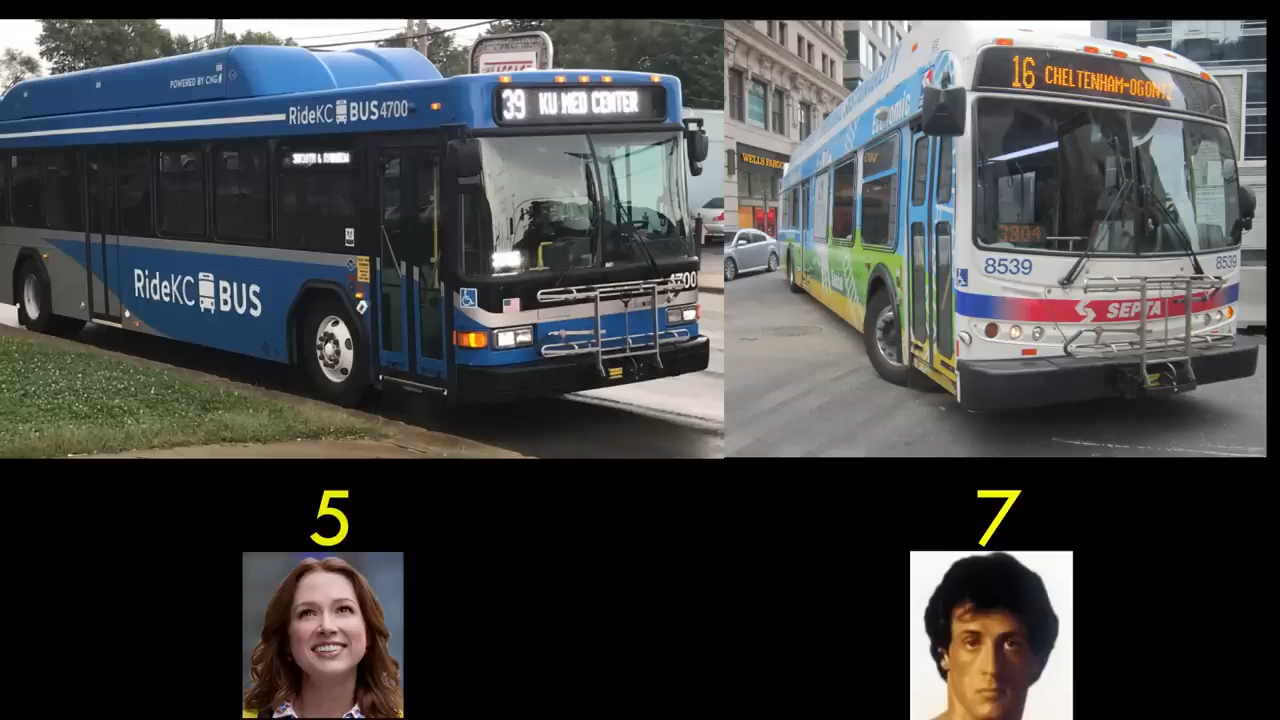 POWERED BY CNG
RideKC BUS 4700
39 KU MED CENTER
RideKC BUS
4700
WELLS FARGO
16 CHELTENHAM-OGONTZ
3904
8539
8539
SEPTA
5
7